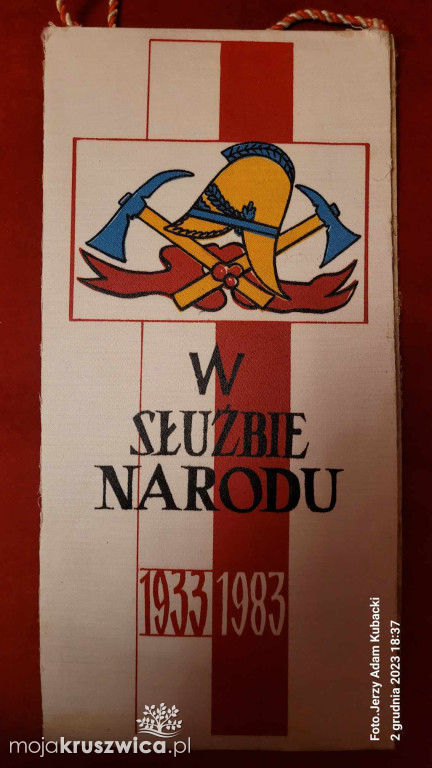 W
SŁUŻBIE
NARODU
1933 1983
Foto.Jerzy Adam Kubacki
2 grudnia 2023 18:37
mojakruszwica.pl